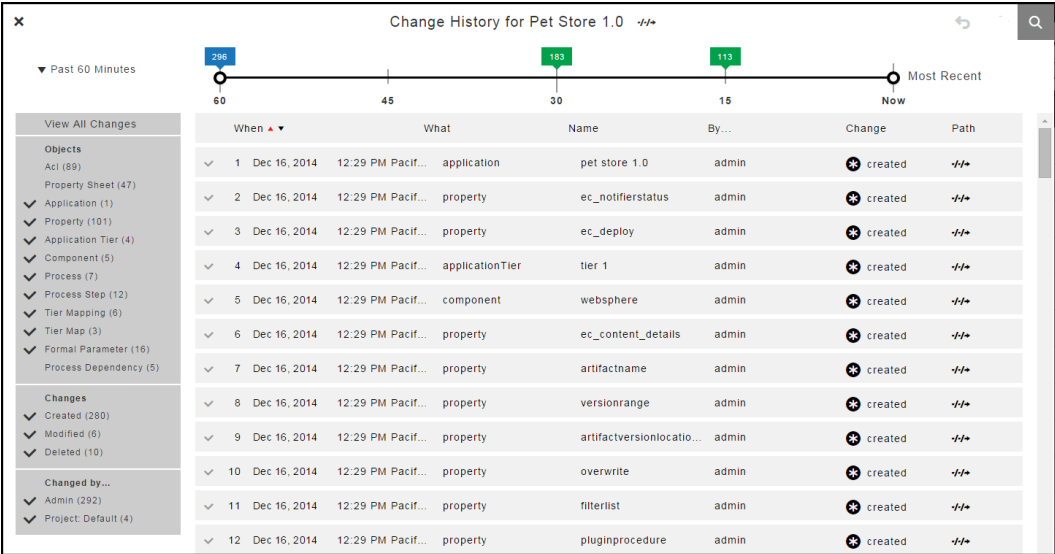 Change History for Pet Store 1.0
Past 60 Minutes
296 183 113
Most Recent
60 45 30 15 Now
View All Changes
Objects
Acl (89)
Property Sheet (47)
Application (1)
Property (101)
Application Tier (4)
Component (5)
Process (7)
Process Step (12)
Tier Mapping (6)
Tier Map (3)
Formal Parameter (16)
Process Dependency (5)
Changes
Created (280)
Modified (6)
Deleted (10)
Changed by...
Admin (292)
Project: Default (4)
When What Name By... Change Path
1 Dec 16, 2014 12:29 PM Pacif... application pet store 1.0 admin created
2 Dec 16, 2014 12:29 PM Pacif... property ec_notifierstatus admin created
3 Dec 16, 2014 12:29 PM Pacif... property ec_deploy admin created
4 Dec 16, 2014 12:29 PM Pacif... applicationTier tier 1 admin created
5 Dec 16, 2014 12:29 PM Pacif... component websphere admin created
6 Dec 16, 2014 12:29 PM Pacif... property ec_content_details admin created
7 Dec 16, 2014 12:29 PM Pacif... property artifactname admin created
8 Dec 16, 2014 12:29 PM Pacif... property versionrange admin created
9 Dec 16, 2014 12:29 PM Pacif... property artifactversionlocatio... admin created
10 Dec 16, 2014 12:29 PM Pacif... property overwrite admin created
11 Dec 16, 2014 12:29 PM Pacif... property filterlist admin created
12 Dec 16, 2014 12:29 PM Pacif... property pluginprocedure admin created